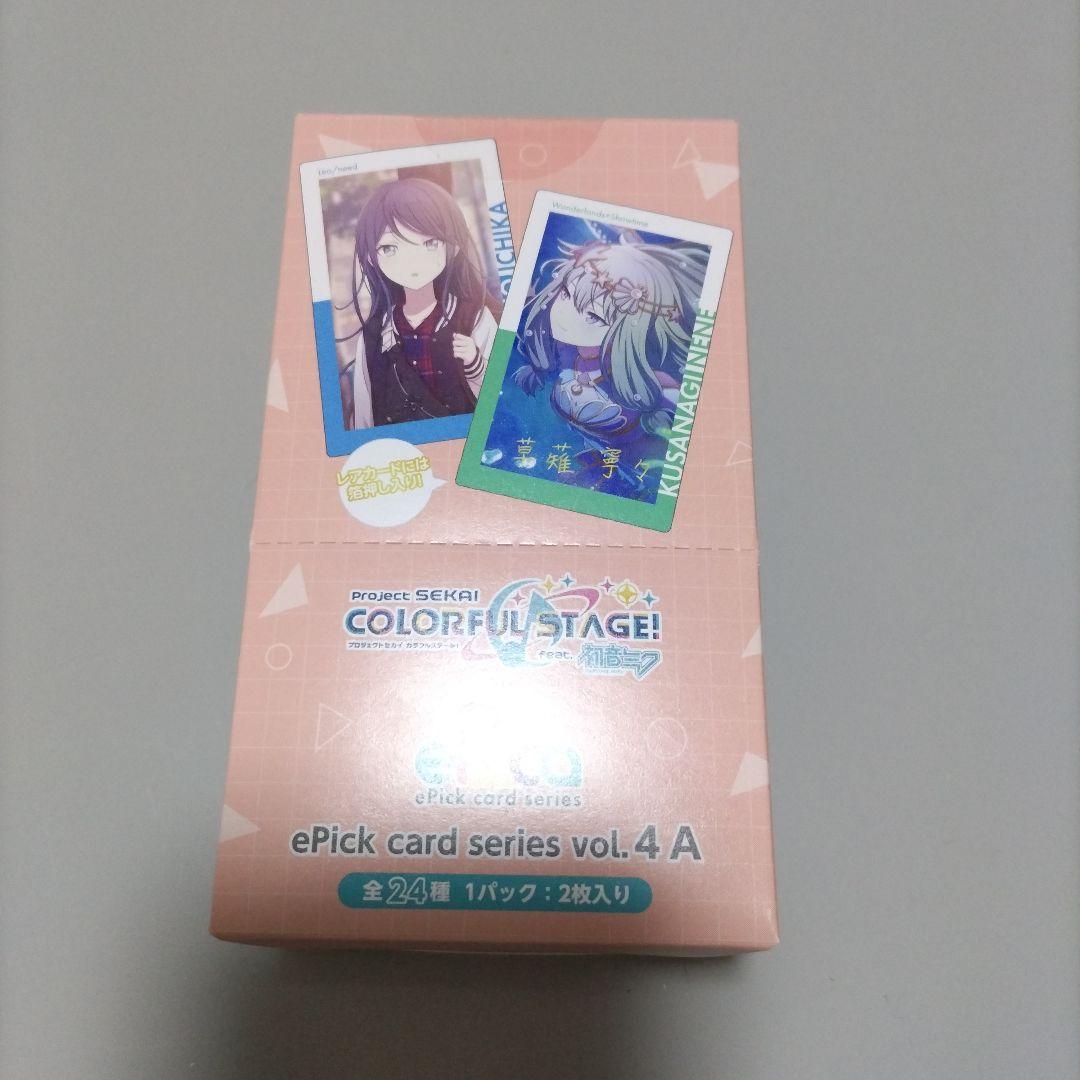 Leo/need
ICHIKA
Wonderlands×Showtime
KUSANAGI NENE
草薙 寧々
レアカードには
箔押し入り!
Project SEKAI
COLORFUL STAGE!
プロジェクトセカイ カラフルステージ!
feat. 初音ミク
ePick card series
ePick card series vol. 4 A
全24種 1パック:2枚入り